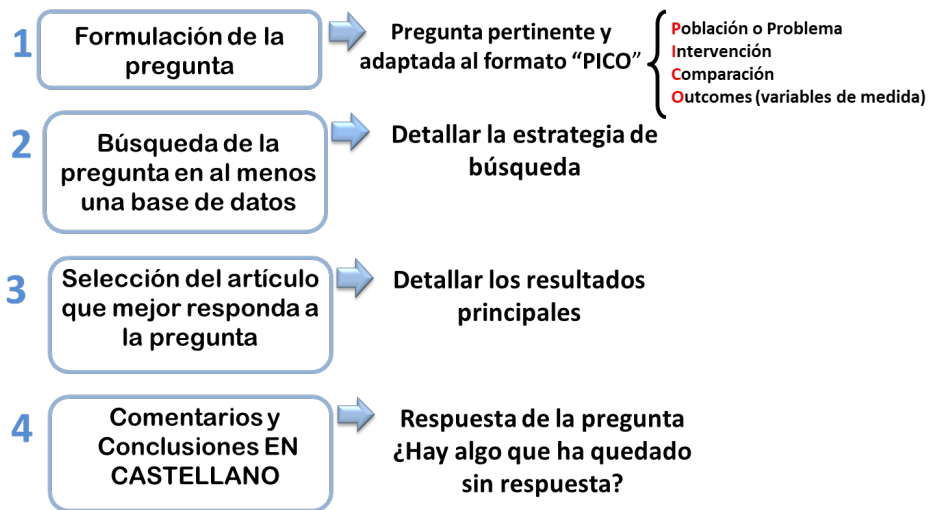 1
Formulación de la
pregunta
Pregunta pertinente y
adaptada al formato “PICO”
Población o Problema
Intervención
Comparación
Outcomes (variables de medida)
2
Búsqueda de la
pregunta en al menos
una base de datos
Detallar la estrategia de
búsqueda
3
Selección del artículo
que mejor responda a
la pregunta
Detallar los resultados
principales
4
Comentarios y
Conclusiones EN
CASTELLANO
Respuesta de la pregunta
¿Hay algo que ha quedado
sin respuesta?